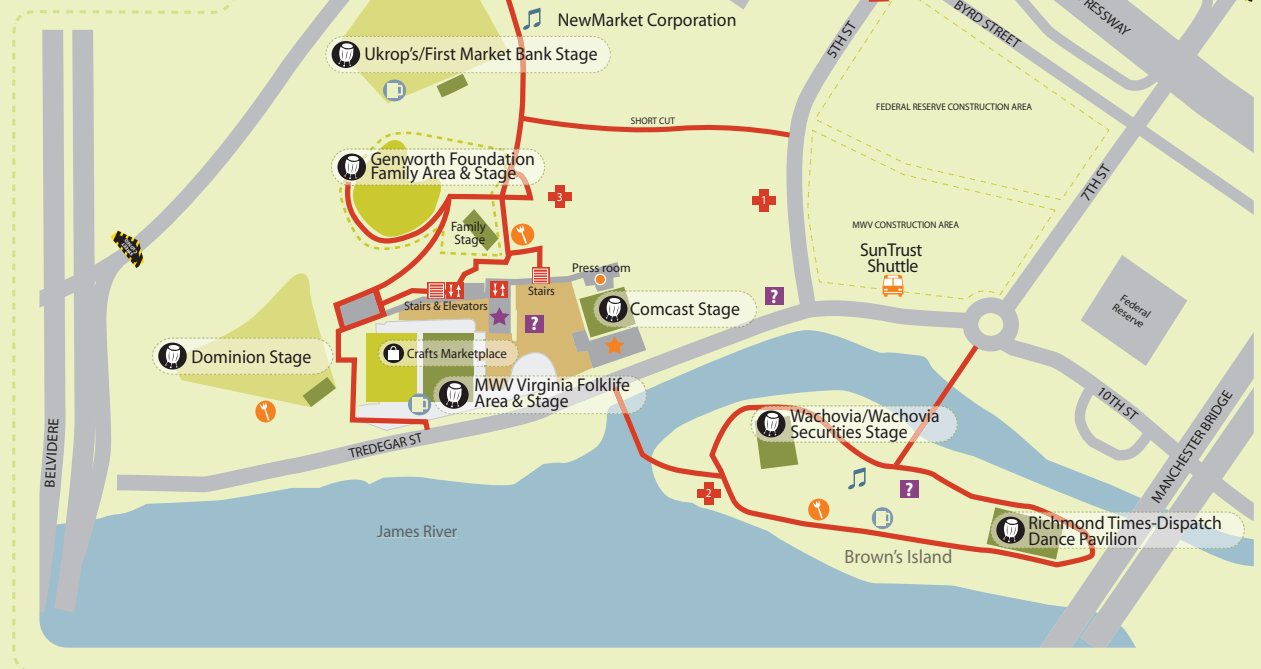 NewMarket Corporation
Ukrop's/First Market Bank Stage
5TH ST
BYRD STREET
RESSWAY
FEDERAL RESERVE CONSTRUCTION AREA
SHORT CUT
Genworth Foundation
Family Area & Stage
3
1
7TH ST
Family
Stage
MWV CONSTRUCTION AREA
SunTrust
Shuttle
Press room
Stairs
Stairs & Elevators
?
?
Comcast Stage
Federal
Reserve
Dominion Stage
Crafts Marketplace
MWV Virginia Folklife
Area & Stage
Wachovia/Wachovia
Securities Stage
10TH ST
MANCHESTER BRIDGE
BELVIDERE
TREDEGAR ST
2
?
James River
Richmond Times-Dispatch
Dance Pavilion
Brown's Island